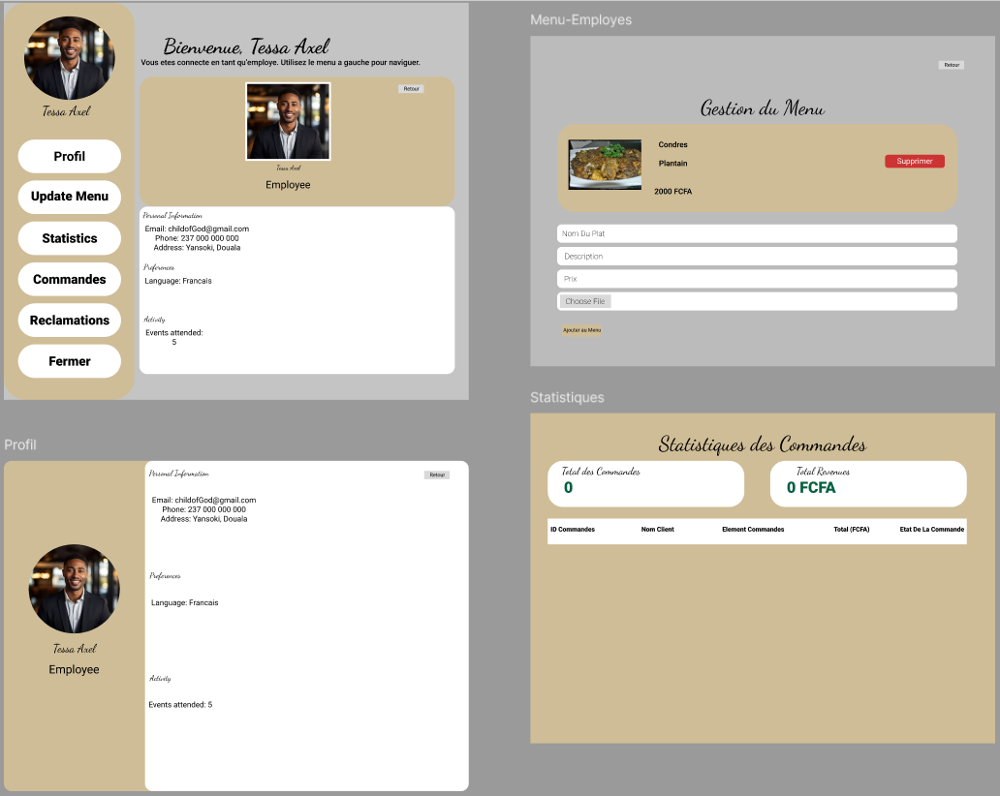 Bienvenue, Tessa Axel
Vous etes connecte en tant qu'employe. Utilisez le menu a gauche pour naviguer.
Tessa Axel
Profil
Update Menu
Statistics
Commandes
Reclamations
Fermer
Retour
Tessa Axel
Employee
Personal Information
Email: childofGod@gmail.com
Phone: 237 000 000 000
Address: Yansoki, Douala
Preferences
Language: Francais
Activity
Events attended:
5
Menu-Employes
Retour
Gestion du Menu
Condres
Plantain
2000 FCFA
Supprimer
Nom Du Plat
Description
Prix
Choose File
Ajouter au Menu
Profil
Tessa Axel
Employee
Personal Information
Retour
Email: childofGod@gmail.com
Phone: 237 000 000 000
Address: Yansoki, Douala
Preferences
Language: Francais
Activity
Events attended: 5
Statistiques
Statistiques des Commandes
Total des Commandes
0
Total Revenues
0 FCFA
ID Commandes Nom Client Element Commandes Total (FCFA) Etat De La Commande